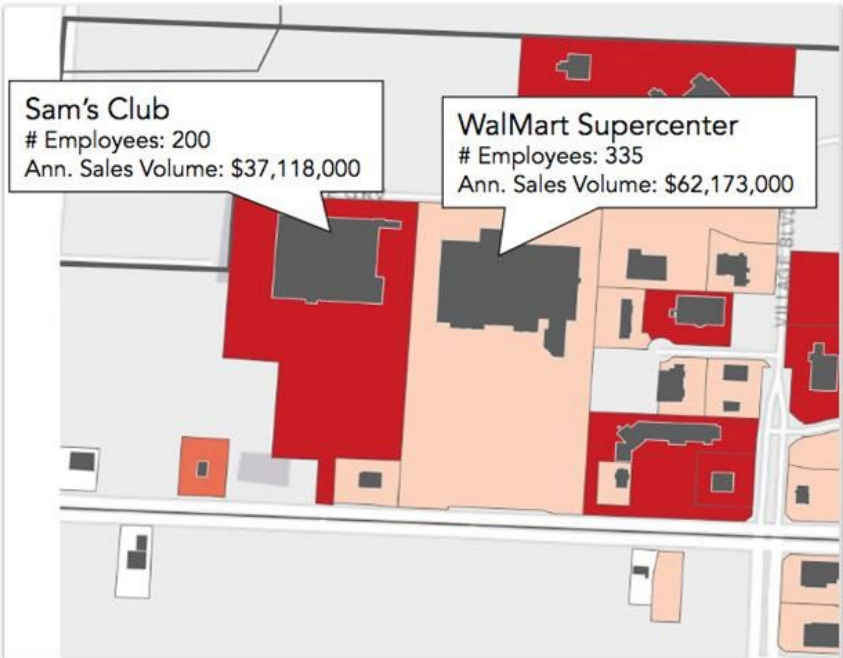 Sam's Club
# Employees: 200
Ann. Sales Volume: $37,118,000
WalMart Supercenter
# Employees: 335
Ann. Sales Volume: $62,173,000
VILLAGE BLVD